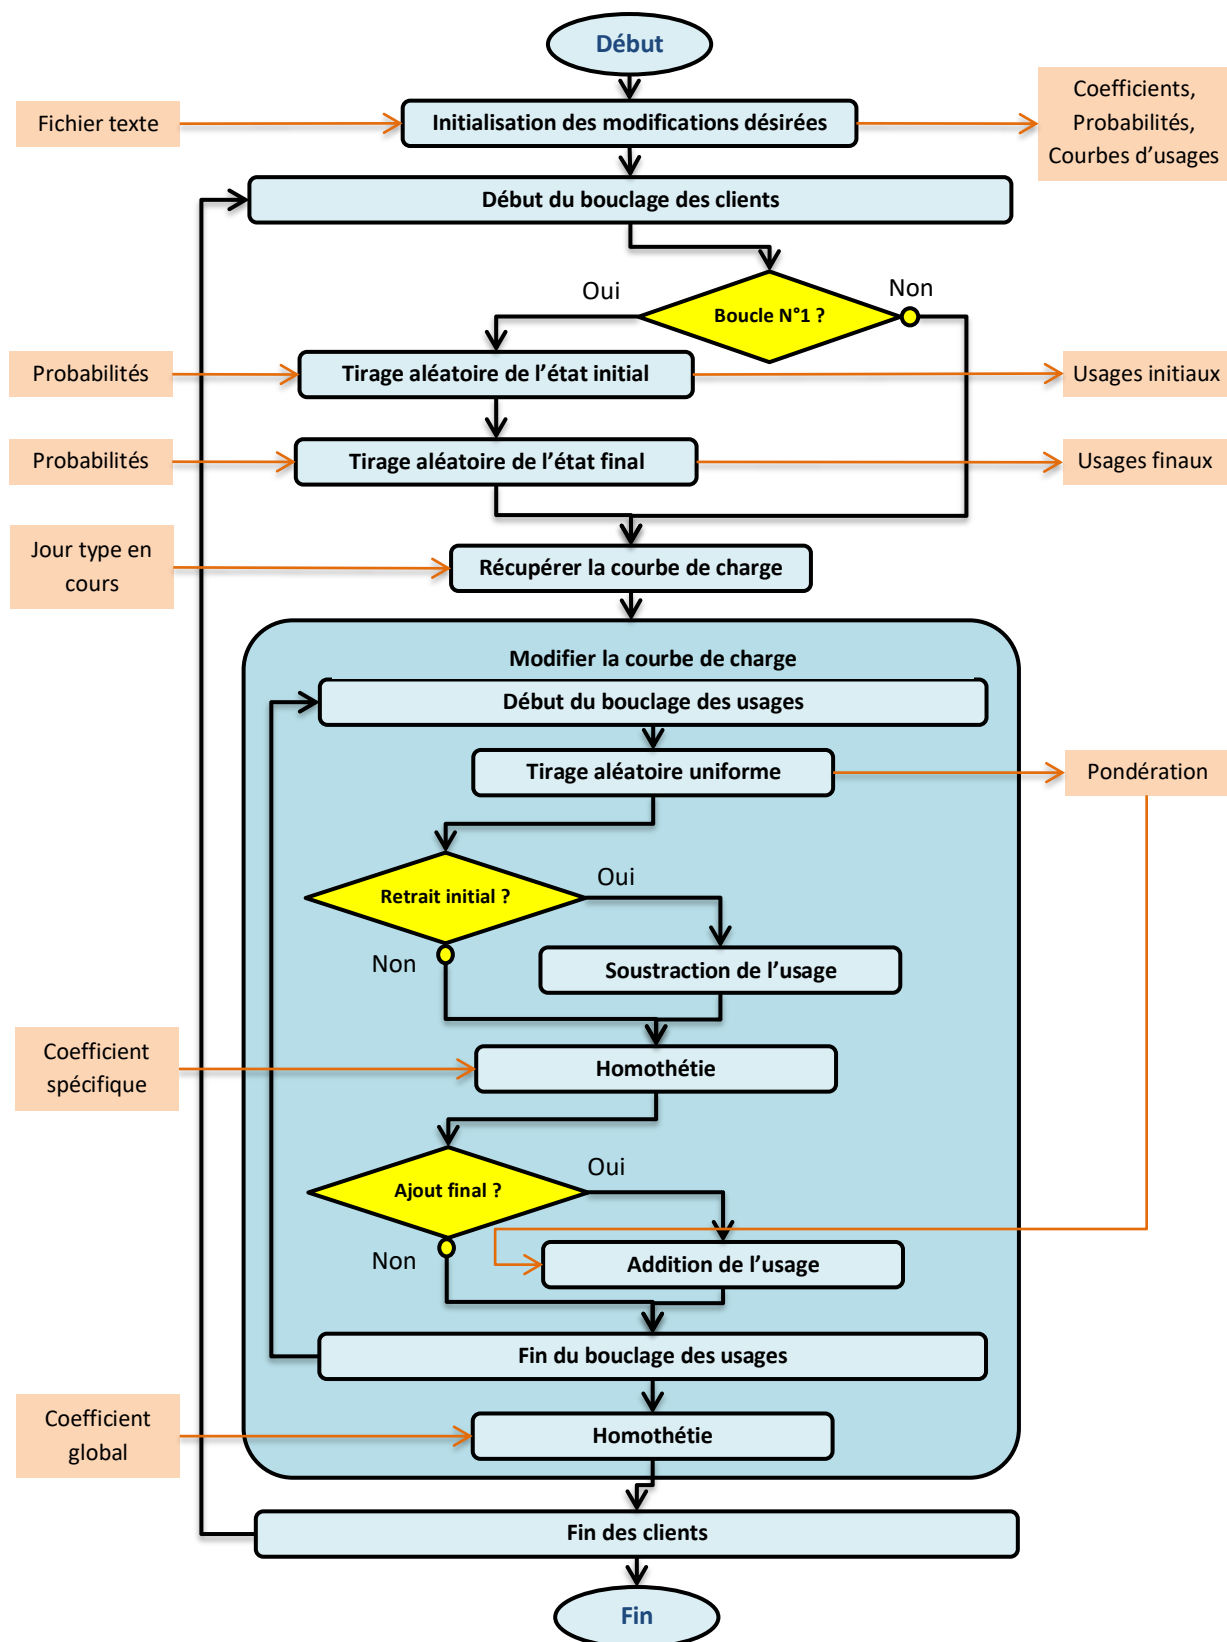 Début
Fichier texte
Initialisation des modifications désirées
Coefficients,
Probabilités,
Courbes d’usages
Début du bouclage des clients
Oui
Non
Boucle N°1 ?
Probabilités
Tirage aléatoire de l’état initial
Usages initiaux
Probabilités
Tirage aléatoire de l’état final
Usages finaux
Jour type en
cours
Récupérer la courbe de charge
Modifier la courbe de charge
Début du bouclage des usages
Tirage aléatoire uniforme
Pondération
Retrait initial ?
Oui
Non
Soustraction de l’usage
Coefficient
spécifique
Homothétie
Ajout final ?
Oui
Non
Addition de l’usage
Fin du bouclage des usages
Coefficient
global
Homothétie
Fin des clients
Fin